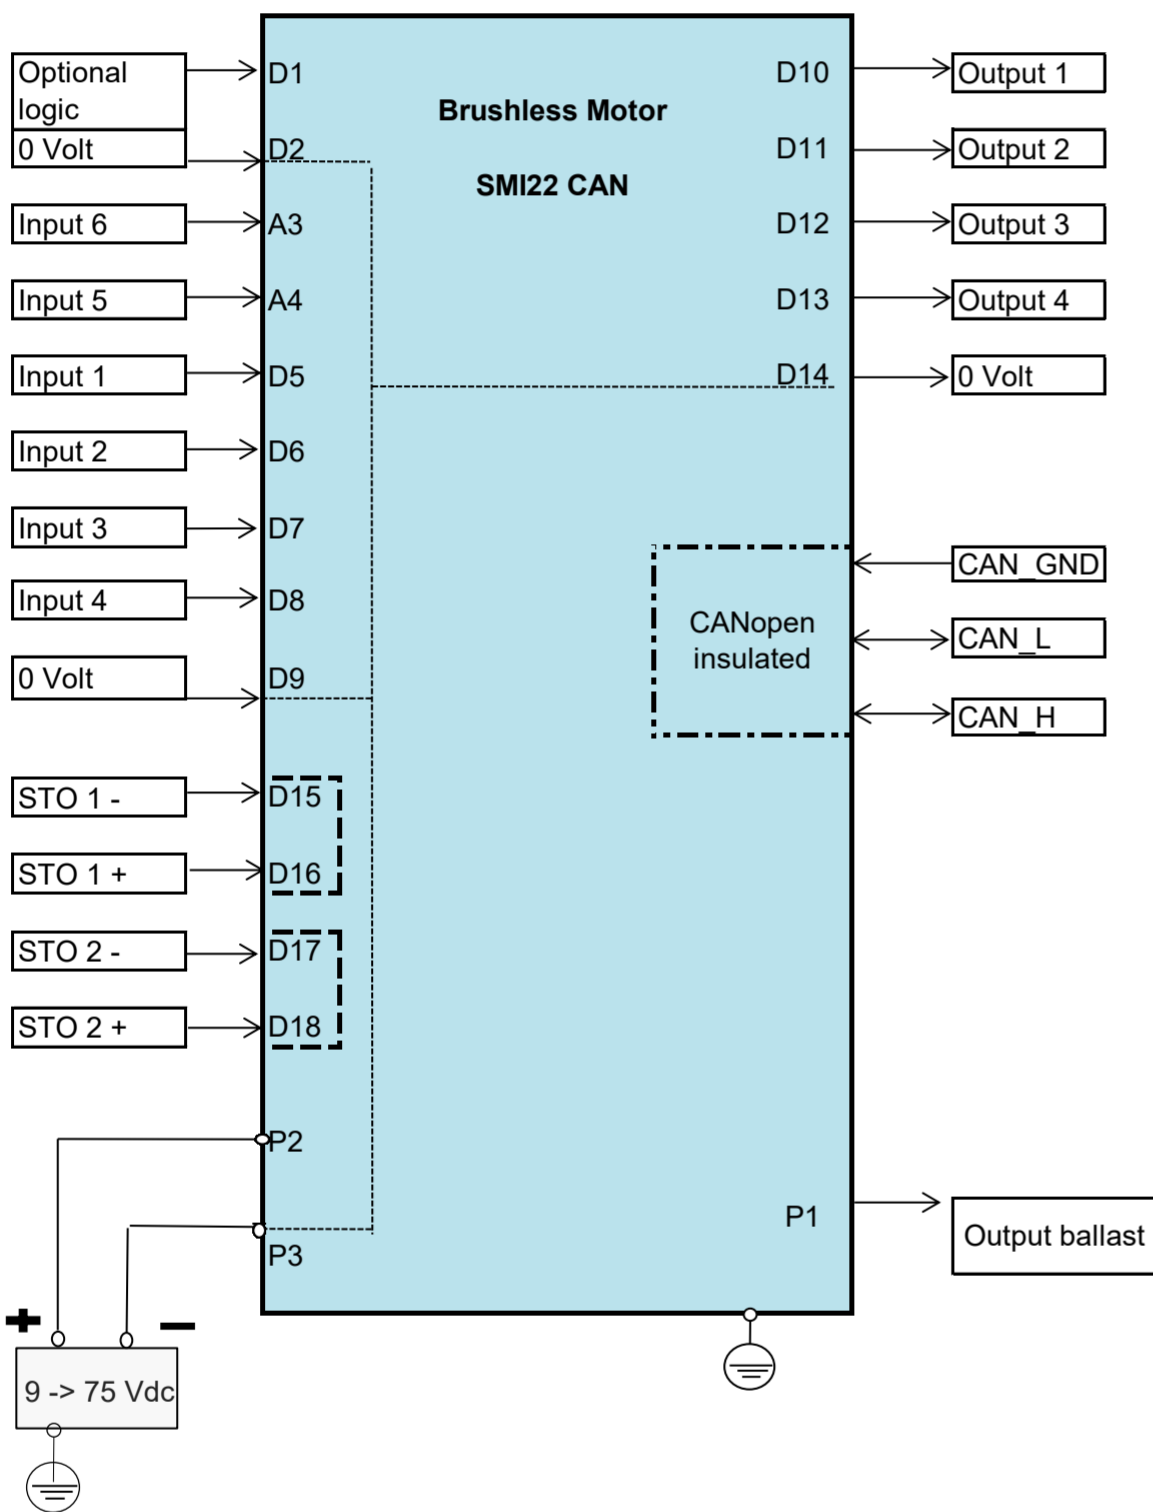 Brushless Motor
SMI22 CAN
Optional
logic
D1
0 Volt
D2
Input 6
A3
Input 5
A4
Input 1
D5
Input 2
D6
Input 3
D7
Input 4
D8
0 Volt
D9
STO 1 -
D15
STO 1 +
D16
STO 2 -
D17
STO 2 +
D18
P2
P3
+
−
9 -> 75 Vdc
D10
Output 1
D11
Output 2
D12
Output 3
D13
Output 4
D14
0 Volt
CANopen
insulated
CAN_GND
CAN_L
CAN_H
P1
Output ballast